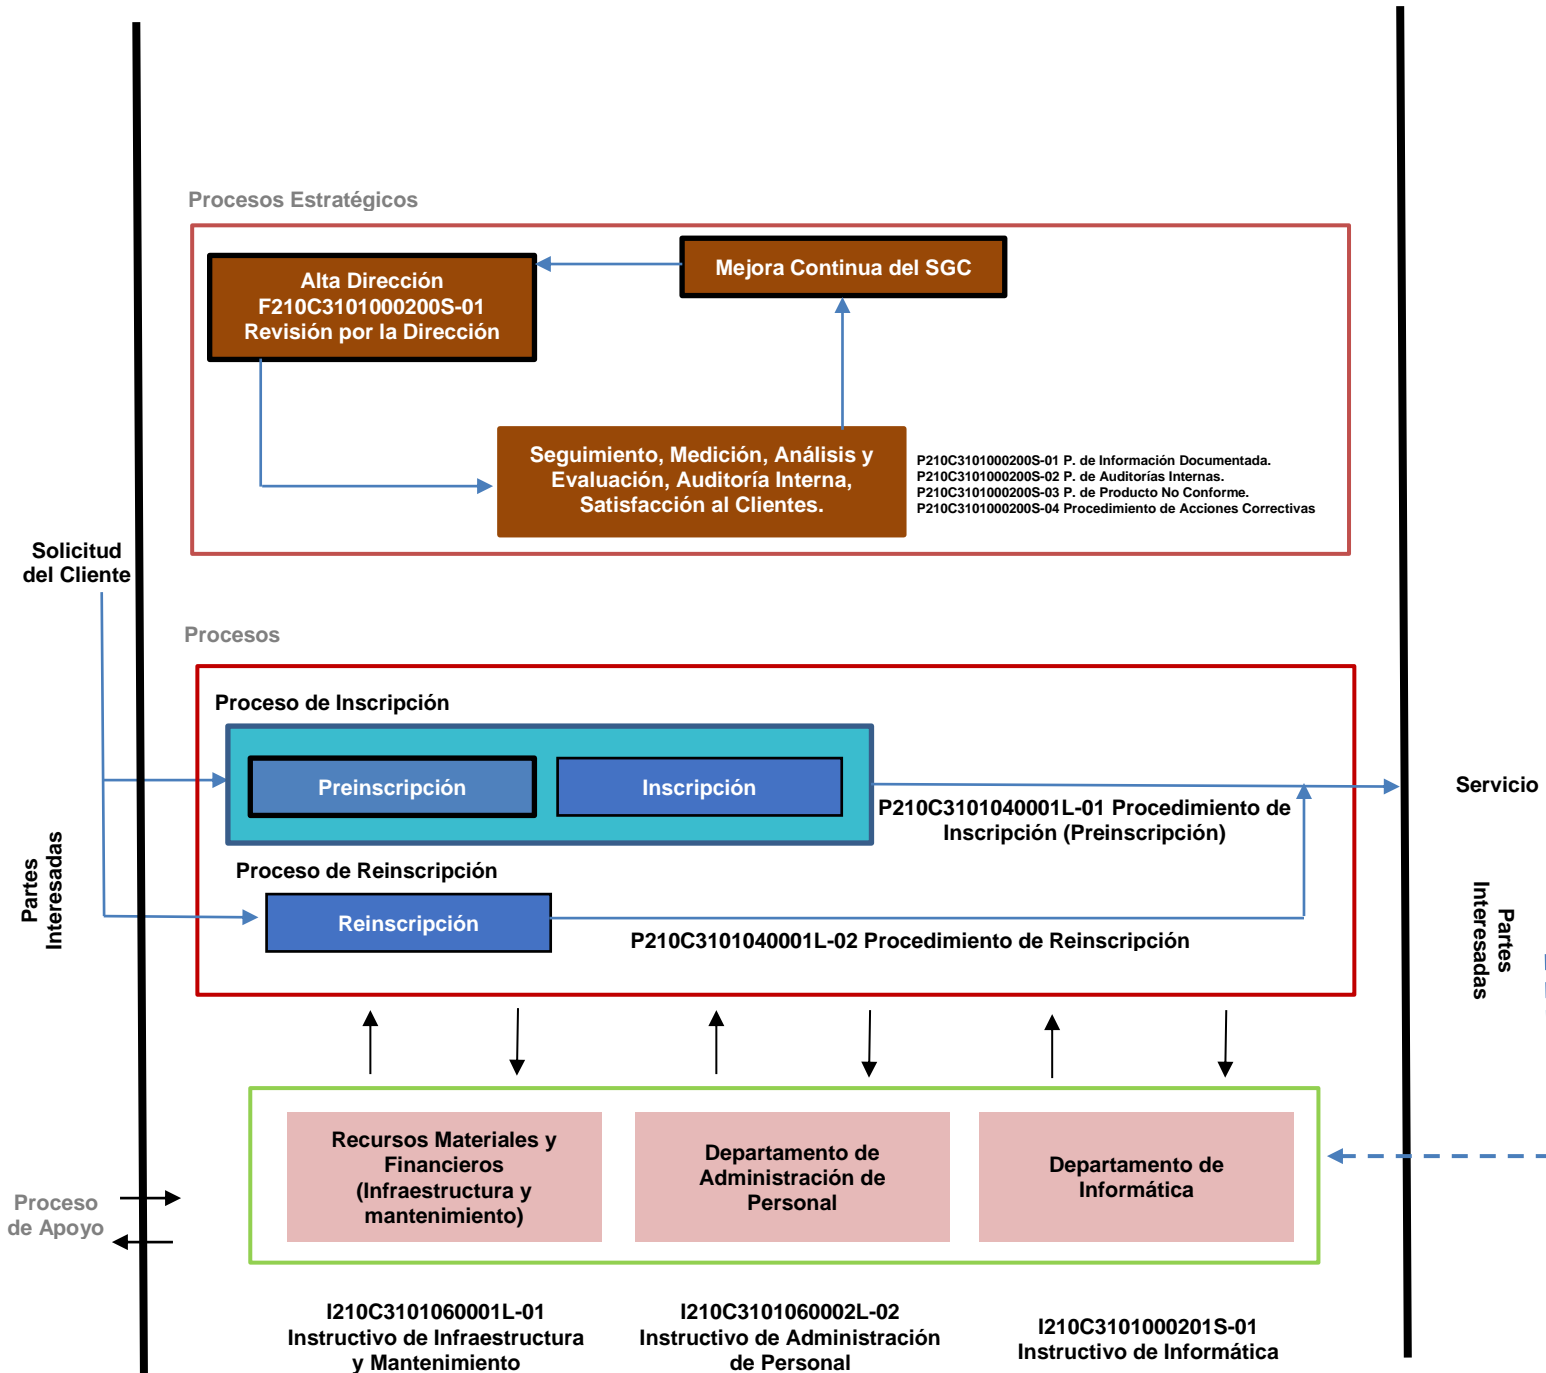 Procesos Estratégicos
Alta Dirección
F210C3101000200S-01
Revisión por la Dirección
Mejora Continua del SGC
Seguimiento, Medición, Análisis y
Evaluación, Auditoría Interna,
Satisfacción al Clientes.
P210C3101000200S-01 P. de Información Documentada.
P210C3101000200S-02 P. de Auditorías Internas.
P210C3101000200S-03 P. de Producto No Conforme.
P210C3101000200S-04 Procedimiento de Acciones Correctivas
Solicitud
del Cliente
Procesos
Proceso de Inscripción
Preinscripción
Inscripción
P210C3101040001L-01 Procedimiento de
Inscripción (Preinscripción)
Servicio
Proceso de Reinscripción
Reinscripción
P210C3101040001L-02 Procedimiento de Reinscripción
Partes
Interesadas
Partes
Interesadas
Recursos Materiales y
Financieros
(Infraestructura y
mantenimiento)
Departamento de
Administración de
Personal
Departamento de
Informática
Proceso
de Apoyo
I210C3101060001L-01
Instructivo de Infraestructura
y Mantenimiento
I210C3101060002L-02
Instructivo de Administración
de Personal
I210C3101000201S-01
Instructivo de Informática